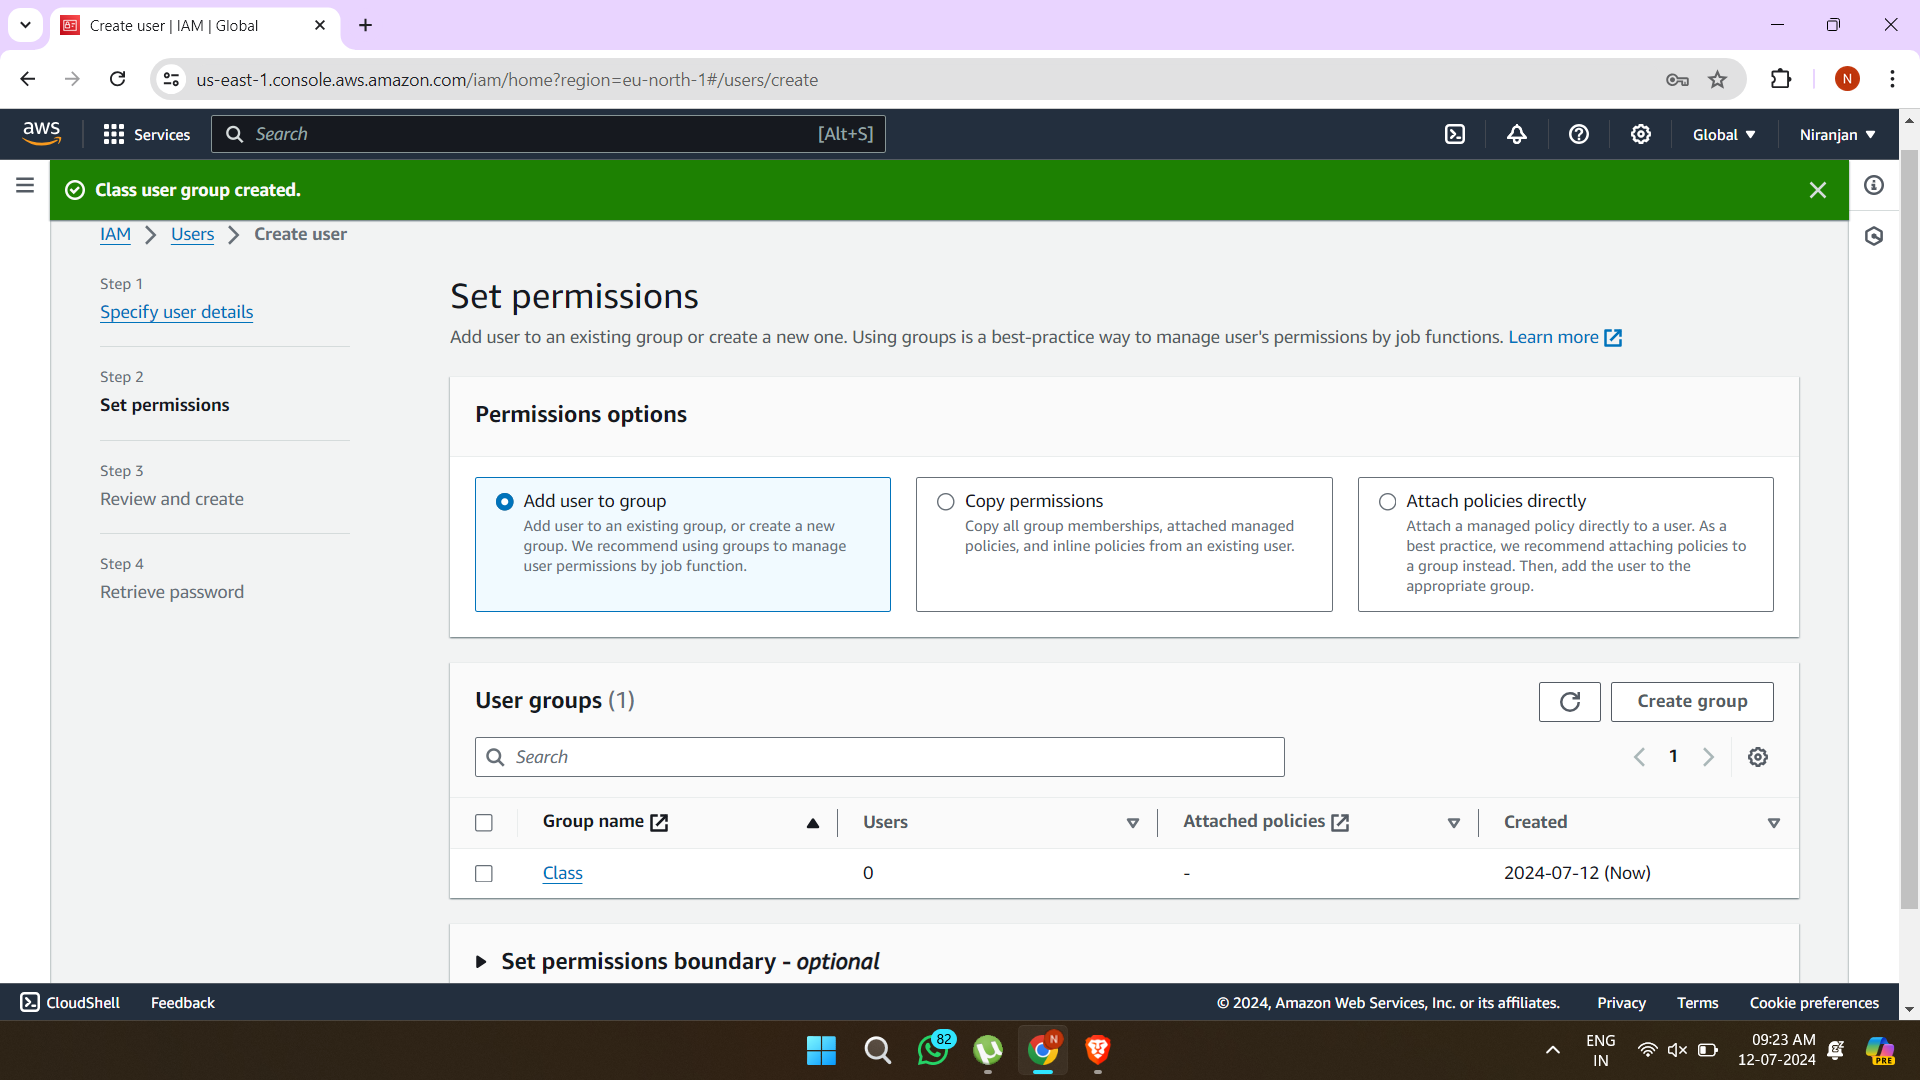 Create user | IAM | Global
us-east-1.console.aws.amazon.com/iam/home?region=eu-north-1#/users/create
N
aws
Services
Search
[Alt+S]
Global
Niranjan
Class user group created.
IAM
Users
Create user
Step 1
Specify user details
Step 2
Set permissions
Step 3
Review and create
Step 4
Retrieve password
Set permissions
Add user to an existing group or create a new one. Using groups is a best-practice way to manage user's permissions by job functions. Learn more
Permissions options
Add user to group
Add user to an existing group, or create a new
group. We recommend using groups to manage
user permissions by job function.
Copy permissions
Copy all group memberships, attached managed
policies, and inline policies from an existing user.
Attach policies directly
Attach a managed policy directly to a user. As a
best practice, we recommend attaching policies to
a group instead. Then, add the user to the
appropriate group.
User groups (1)
Create group
Search
1
Group name
Users
Attached policies
Created
Class
0
-
2024-07-12 (Now)
Set permissions boundary - optional
CloudShell
Feedback
© 2024, Amazon Web Services, Inc. or its affiliates.
Privacy
Terms
Cookie preferences
82
N
ENG
IN
09:23 AM
12-07-2024
PRE